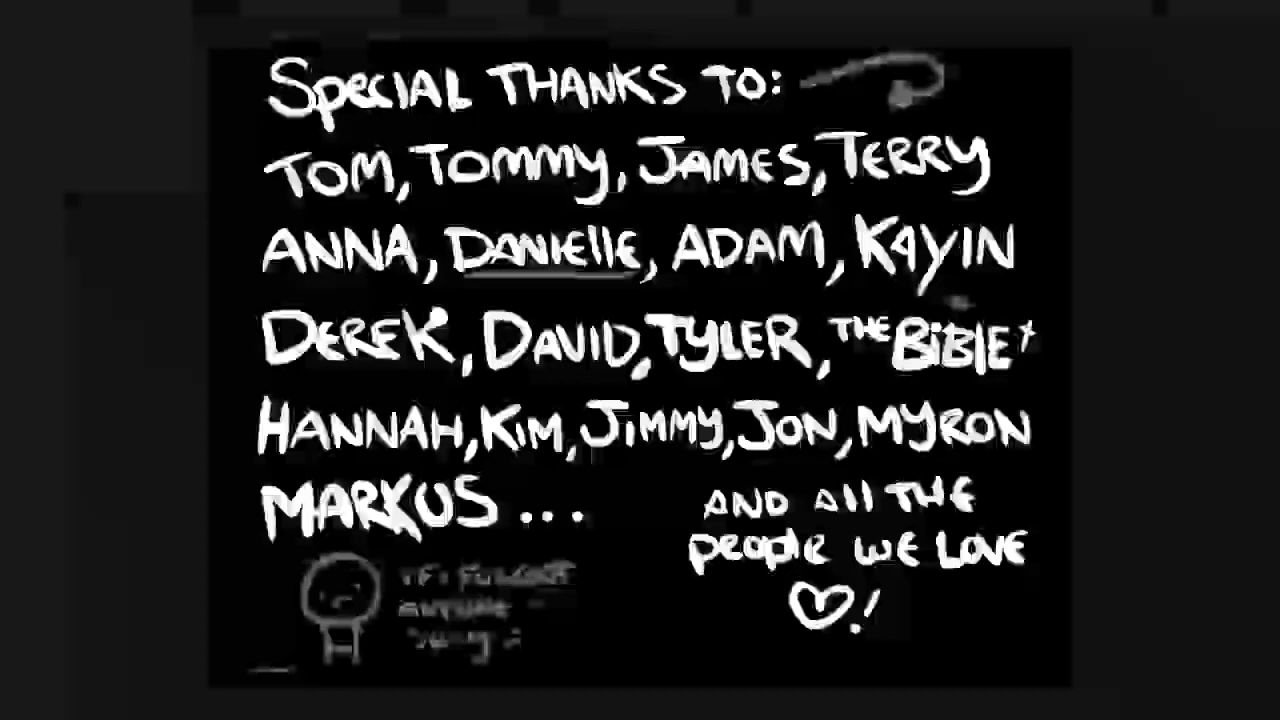 Special THANKS TO:
TOM, TOMMY, JAMES, TERRY
ANNA, DANIElle, ADAM, KAYIN
DEREK, DAVID, TYLER, THE BiBlE
HANNAH, KiM, JiMMY, JON, MYRON
MARKUS ...
AND All THE
peOple WE LOVE
!